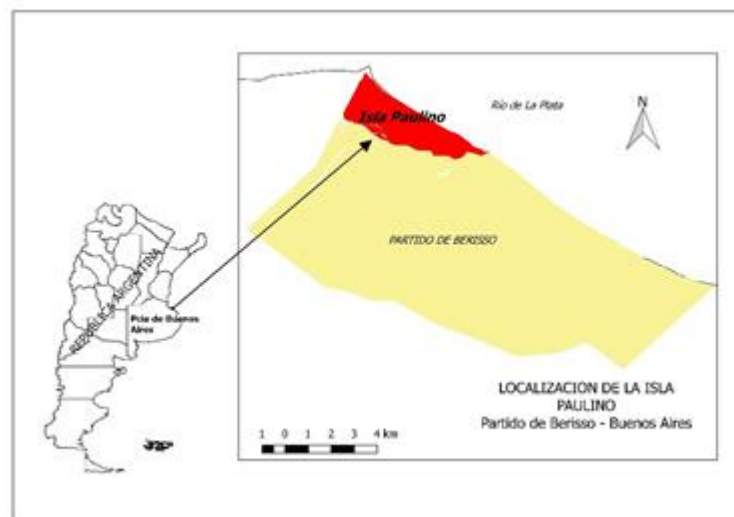 Isla Paulino
Río de La Plata
N
PARTIDO DE BERISSO
REPUBLICA ARGENTINA
Pcia de Buenos
Aires
LOCALIZACION DE LA ISLA
PAULINO
Partido de Berisso - Buenos Aires
1 0 1 2 3 4 km